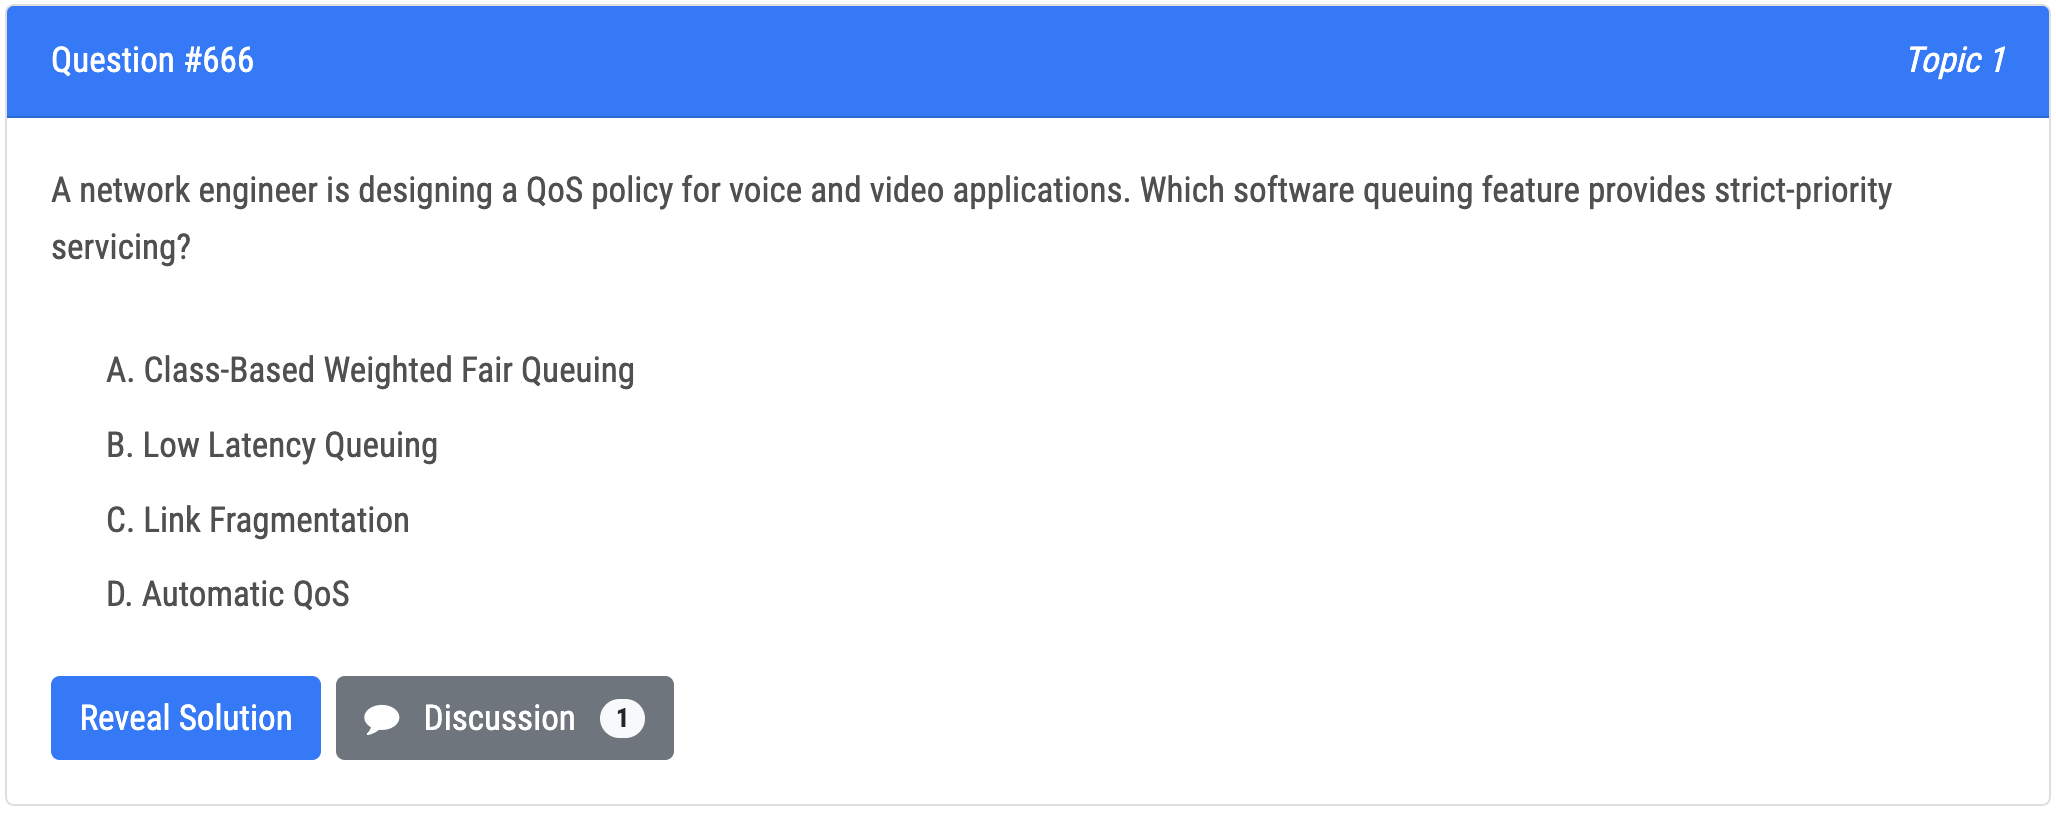 Question #666
Topic 1
A network engineer is designing a QoS policy for voice and video applications. Which software queuing feature provides strict-priority
servicing?
A. Class-Based Weighted Fair Queuing
B. Low Latency Queuing
C. Link Fragmentation
D. Automatic QoS
Reveal Solution
Discussion 1